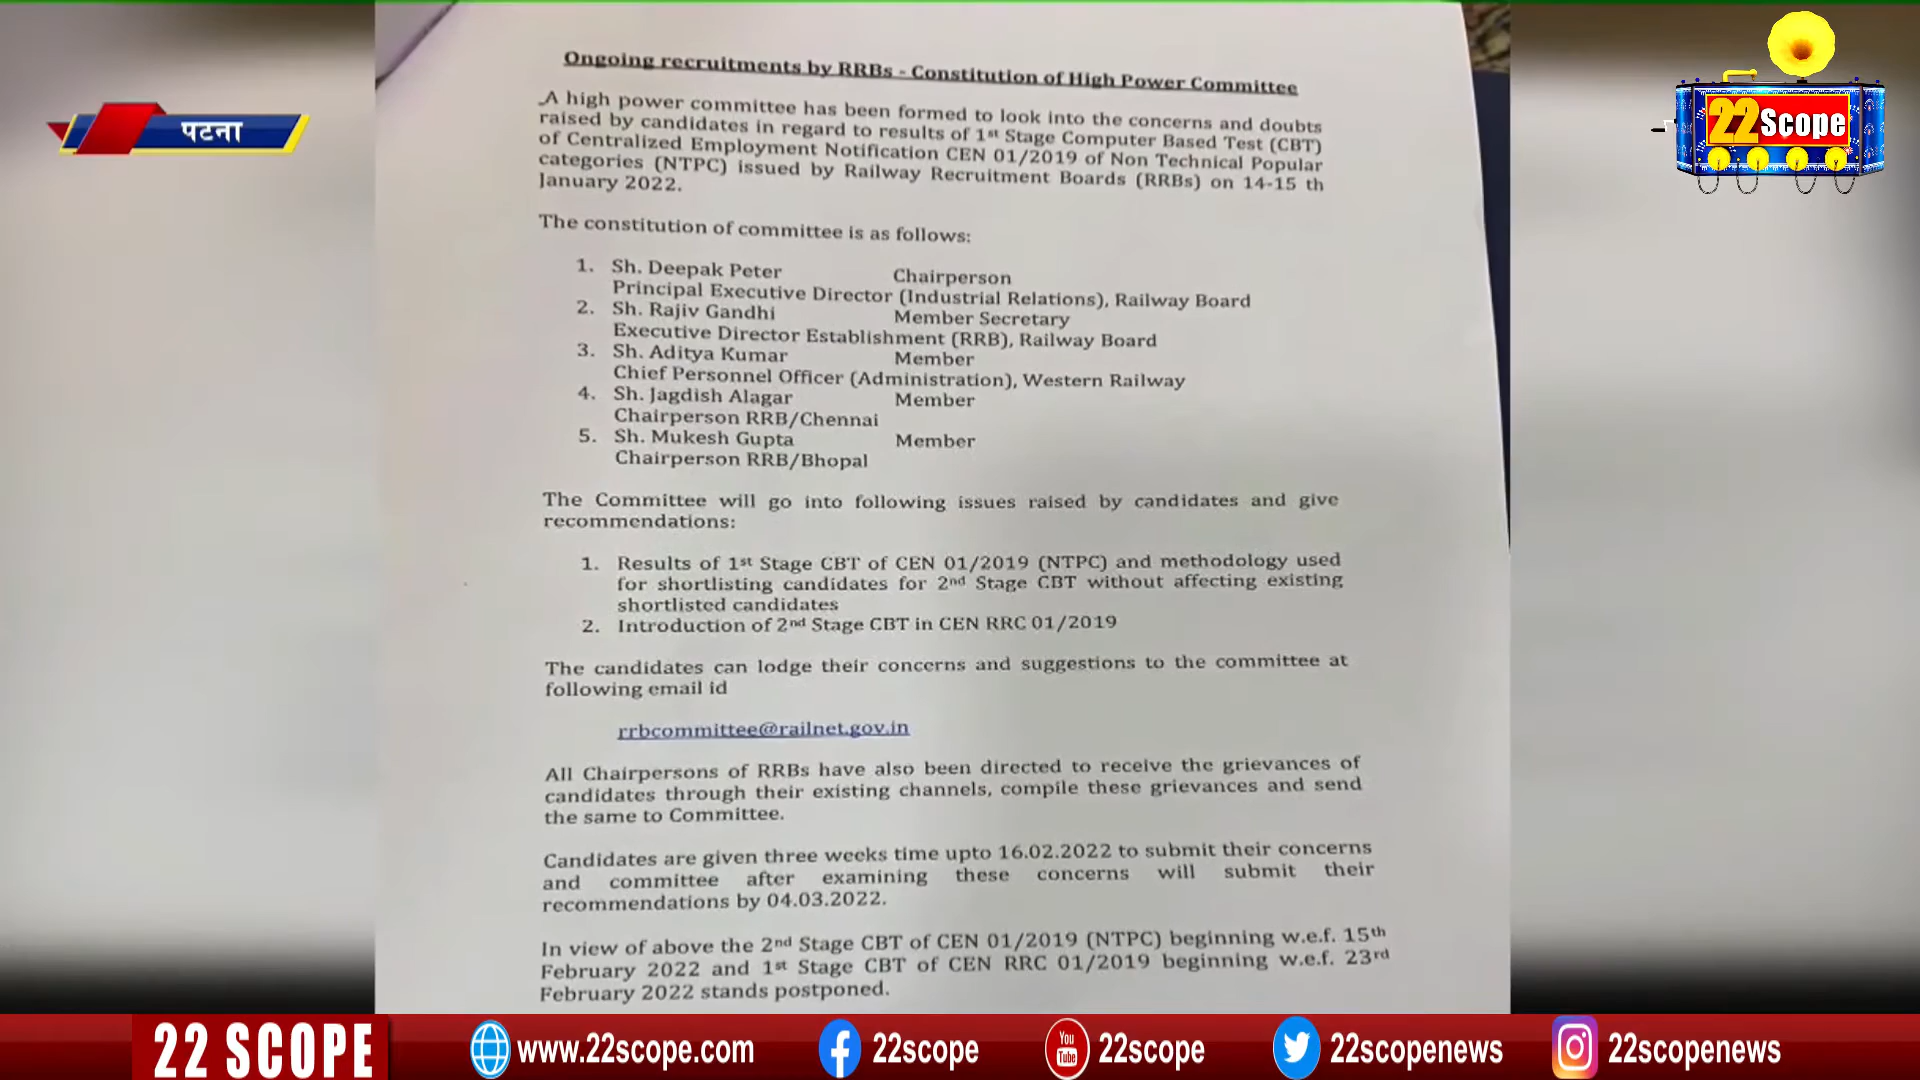 पटना
22Scope
Ongoing recruitments by RRBs - Constitution of High Power Committee
A high power committee has been formed to look into the concerns and doubts
raised by candidates in regard to results of 1st Stage Computer Based Test (CBT)
of Centralized Employment Notification CEN 01/2019 of Non Technical Popular
categories (NTPC) issued by Railway Recruitment Boards (RRBs) on 14-15 th
January 2022.
The constitution of committee is as follows:
1. Sh. Deepak Peter Chairperson
Principal Executive Director (Industrial Relations), Railway Board
2. Sh. Rajiv Gandhi Member Secretary
Executive Director Establishment (RRB), Railway Board
3. Sh. Aditya Kumar Member
Chief Personnel Officer (Administration), Western Railway
4. Sh. Jagdish Alagar Member
Chairperson RRB/Chennai
5. Sh. Mukesh Gupta Member
Chairperson RRB/Bhopal
The Committee will go into following issues raised by candidates and give
recommendations:
1. Results of 1st Stage CBT of CEN 01/2019 (NTPC) and methodology used
for shortlisting candidates for 2nd Stage CBT without affecting existing
shortlisted candidates
2. Introduction of 2nd Stage CBT in CEN RRC 01/2019
The candidates can lodge their concerns and suggestions to the committee at
following email id
rrbcommittee@railnet.gov.in
All Chairpersons of RRBs have also been directed to receive the grievances of
candidates through their existing channels, compile these grievances and send
the same to Committee.
Candidates are given three weeks time upto 16.02.2022 to submit their concerns
and committee after examining these concerns will submit their
recommendations by 04.03.2022.
In view of above the 2nd Stage CBT of CEN 01/2019 (NTPC) beginning w.e.f. 15th
February 2022 and 1st Stage CBT of CEN RRC 01/2019 beginning w.e.f. 23rd
February 2022 stands postponed.
22 SCOPE www.22scope.com 22scope You Tube 22scope 22scopenews 22scopenews